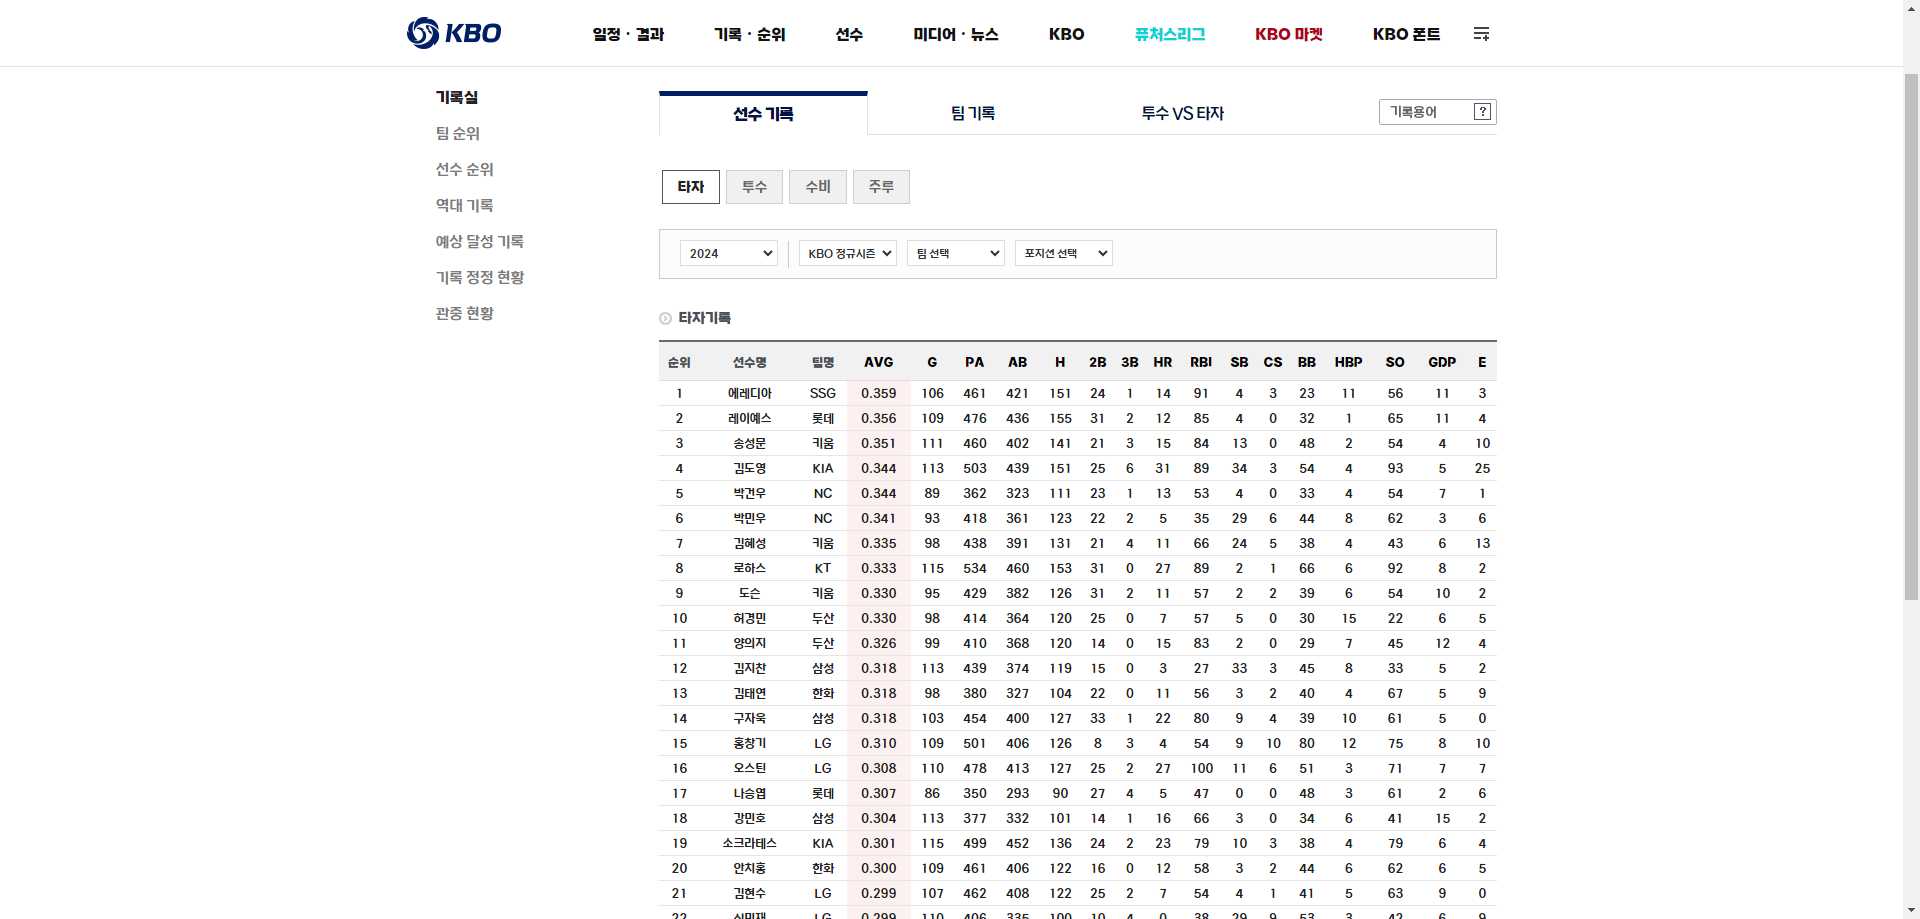 KBO 일정 · 결과 기록 · 순위 선수 미디어 · 뉴스 KBO 퓨처스리그 KBO 마켓 KBO 폰트
기록실
팀 순위
선수 순위
역대 기록
예상 달성 기록
기록 정정 현황
관중 현황
선수 기록 팀 기록 투수 VS 타자 기록용어 ?
타자 투수 수비 주루
2024 KBO 정규시즌 팀 선택 포지션 선택
타자기록
순위 선수명 팀명 AVG G PA AB H 2B 3B HR RBI SB CS BB HBP SO GDP E
1 에레디아 SSG 0.359 106 461 421 151 24 1 14 91 4 3 23 11 56 11 3
2 레이예스 롯데 0.356 109 476 436 155 31 2 12 85 4 0 32 1 65 11 4
3 송성문 키움 0.351 111 460 402 141 21 3 15 84 13 0 48 2 54 4 10
4 김도영 KIA 0.344 113 503 439 151 25 6 31 89 34 3 54 4 93 5 25
5 박건우 NC 0.344 89 362 323 111 23 1 13 53 4 0 33 4 54 7 1
6 박민우 NC 0.341 93 418 361 123 22 2 5 35 29 6 44 8 62 3 6
7 김혜성 키움 0.335 98 438 391 131 21 4 11 66 24 5 38 4 43 6 13
8 로하스 KT 0.333 115 534 460 153 31 0 27 89 2 1 66 6 92 8 2
9 도슨 키움 0.330 95 429 382 126 31 2 11 57 2 2 39 6 54 10 2
10 허경민 두산 0.330 98 414 364 120 25 0 7 57 5 0 30 15 22 6 5
11 양의지 두산 0.326 99 410 368 120 14 0 15 83 2 0 29 7 45 12 4
12 김지찬 삼성 0.318 113 439 374 119 15 0 3 27 33 3 45 8 33 5 2
13 김태연 한화 0.318 98 380 327 104 22 0 11 56 3 2 40 4 67 5 9
14 구자욱 삼성 0.318 103 454 400 127 33 1 22 80 9 4 39 10 61 5 0
15 홍창기 LG 0.310 109 501 406 126 8 3 4 54 9 10 80 12 75 8 10
16 오스틴 LG 0.308 110 478 413 127 25 2 27 100 11 6 51 3 71 7 7
17 나승엽 롯데 0.307 86 350 293 90 27 4 5 47 0 0 48 3 61 2 6
18 강민호 삼성 0.304 113 377 332 101 14 1 16 66 3 0 34 6 41 15 2
19 소크라테스 KIA 0.301 115 499 452 136 24 2 23 79 10 3 38 4 79 6 4
20 안치홍 한화 0.300 109 461 406 122 16 0 12 58 3 2 44 6 62 6 5
21 김현수 LG 0.299 107 462 408 122 25 2 7 54 4 1 41 5 63 9 0
22 LG 0.299 110 406 335 100 10 4 0 38 29 9 53 3 42 6 9